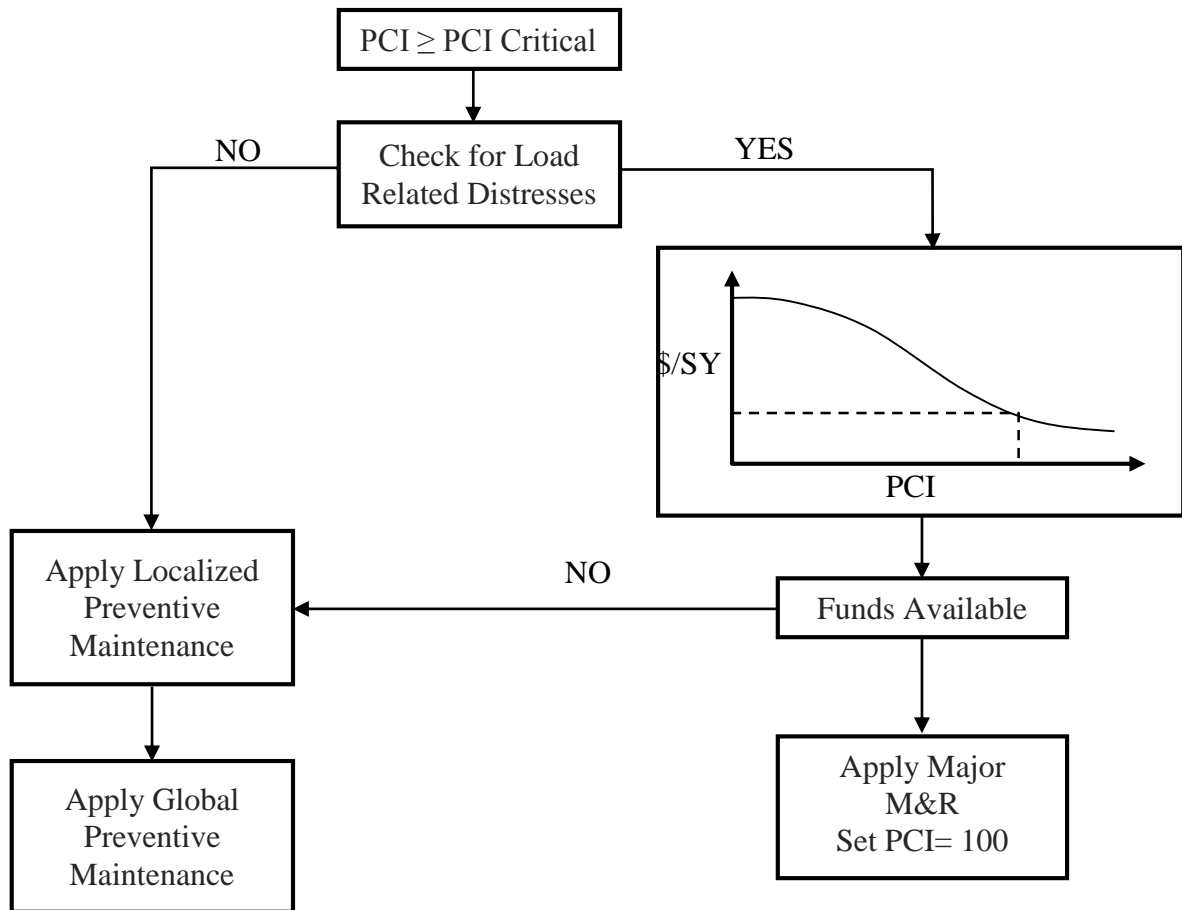 PCI ≥ PCI Critical
NO
Check for Load
Related Distresses
YES
$/SY
PCI
Apply Localized
Preventive
Maintenance
NO
Funds Available
Apply Global
Preventive
Maintenance
Apply Major
M&R
Set PCI= 100